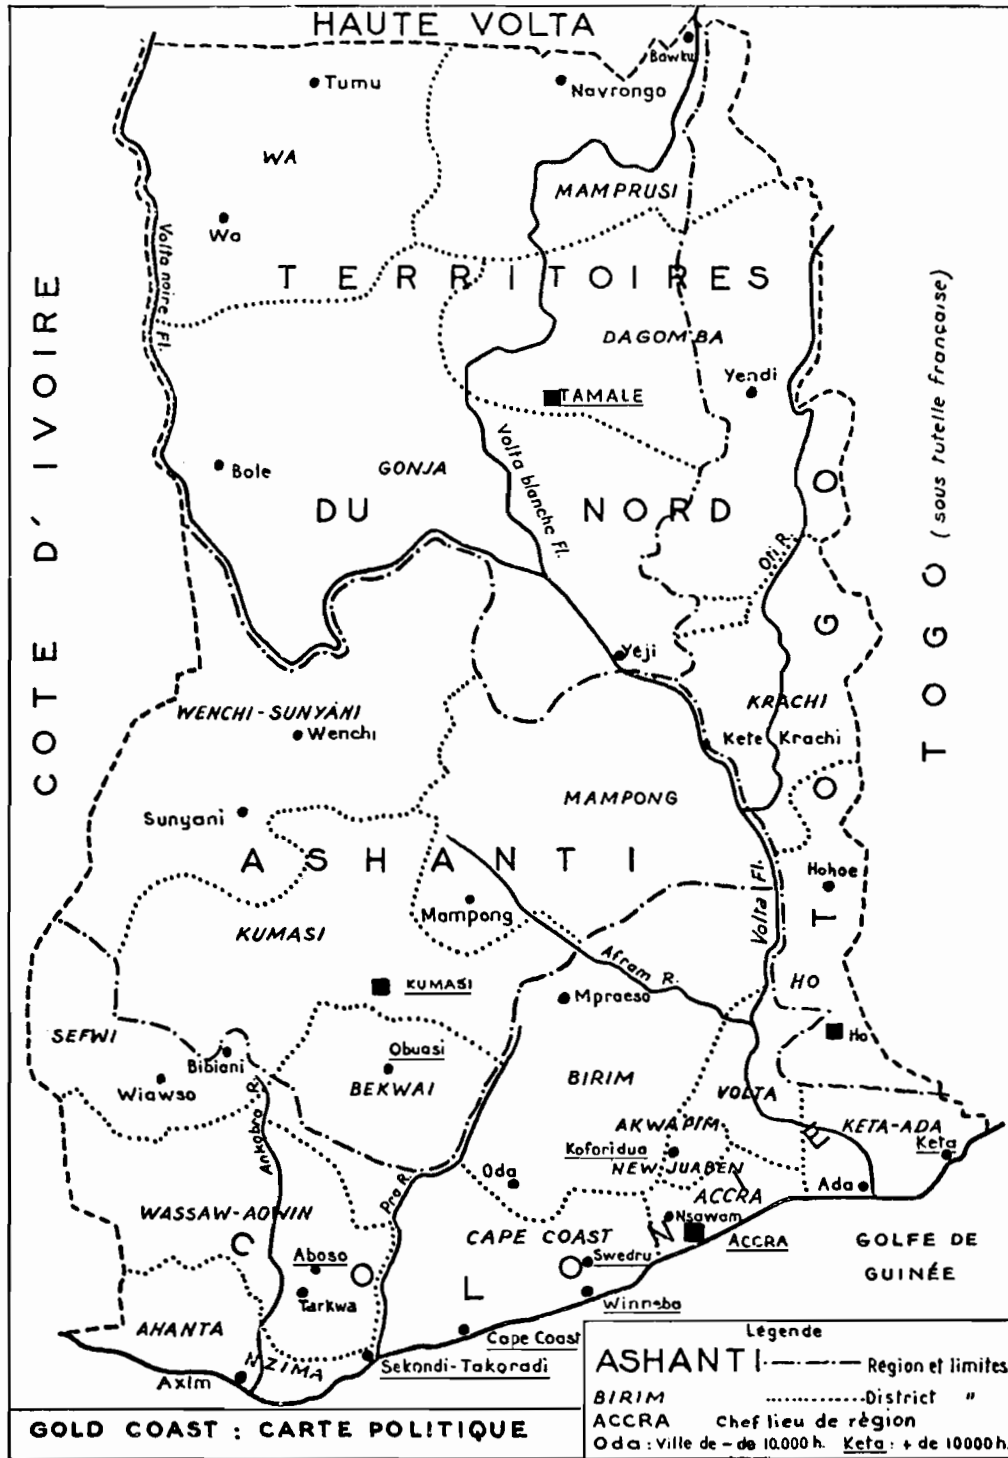 HAUTE VOLTA
Bawku
Tumu
Navrongo
WA
MAMPRUSI
Wa
Volta noire Fl.
TERRITOIRES
DAGOMBA
Yendi
TAMALE
COTE D' IVOIRE
TOGO (sous tutelle française)
Bole
GONJA
Volta blanche Fl.
DU NORD
Oti R.
TOGO
Yeji
KRACHI
WENCHI-SUNYANI
Wenchi
Kete Krachi
MAMPONG
Sunyani
ASHANTI
Hohoe
Mampong
Volta Fl.
KUMASI
Afram R.
HO
KUMASI
Mpraeso
SEFWI
Ho
Bibiani
Obuasi
Wiawso
BEKWAI
BIRIM
VOLTA
Ankobra R.
AKWAPIM
KETA-ADA
Koforidua
Keta
NEW JUABEN
Pra R.
Oda
Ada
ACCRA
WASSAW-AOWIN
Nsawam
CAPE COAST
ACCRA
COLONIE
Aboso
Swedru
GOLFE DE
GUINÉE
Tarkwa
Winneba
AHANTA
Cape Coast
NZIMA
Sekondi-Takoradi
Axim
Légende
ASHANTI Région et limites
BIRIM District "
ACCRA Chef lieu de région
Oda : Ville de - de 10.000 h. Keta : + de 10000 h.
GOLD COAST : CARTE POLITIQUE